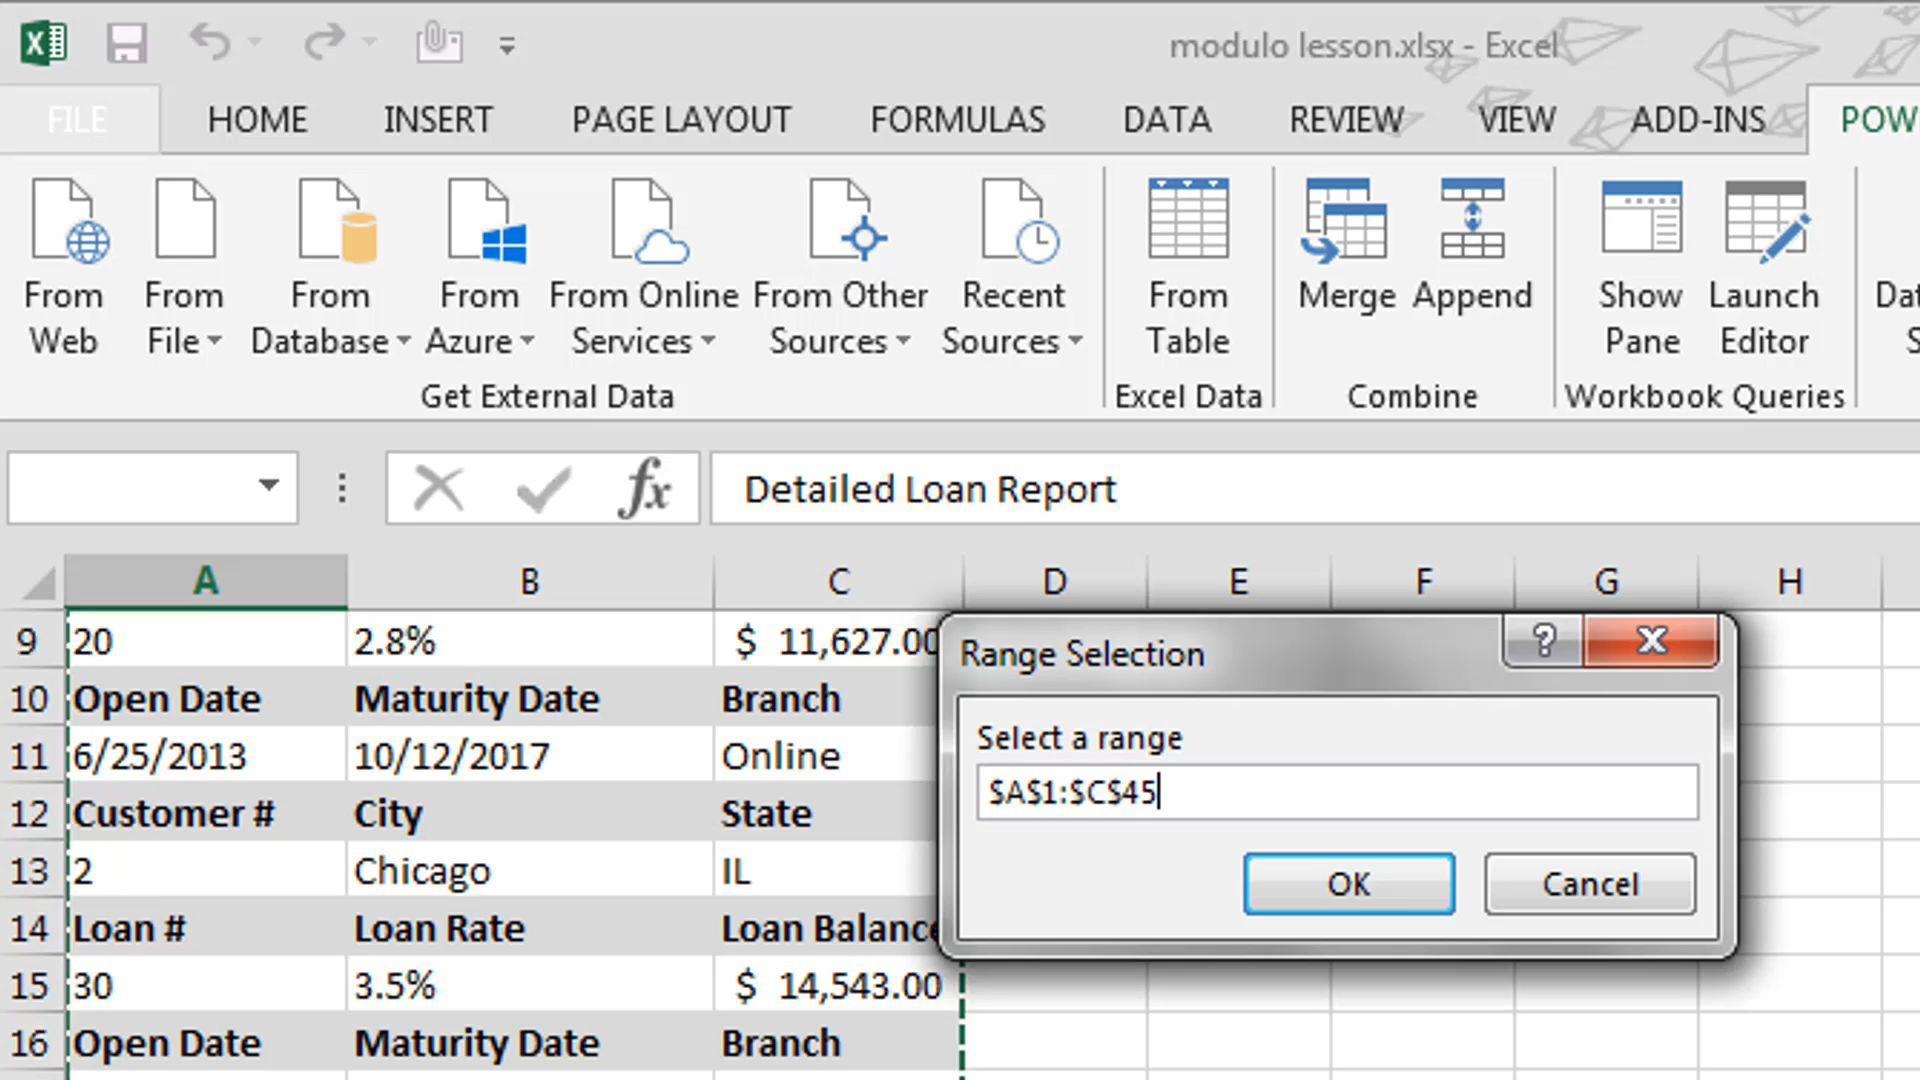 modulo lesson.xlsx - Excel
FILE HOME INSERT PAGE LAYOUT FORMULAS DATA REVIEW VIEW ADD-INS POW
From Web
From File
From Database
From Azure
From Online Services
From Other Sources
Recent Sources
From Table
Merge
Append
Show Pane
Launch Editor
Get External Data
Excel Data
Combine
Workbook Queries
fx Detailed Loan Report
A B C D E F G H
9 20 2.8% $ 11,627.00
10 Open Date Maturity Date Branch
11 6/25/2013 10/12/2017 Online
12 Customer # City State
13 2 Chicago IL
14 Loan # Loan Rate Loan Balance
15 30 3.5% $ 14,543.00
16 Open Date Maturity Date Branch
Range Selection
?
X
Select a range
$A$1:$C$45
OK Cancel